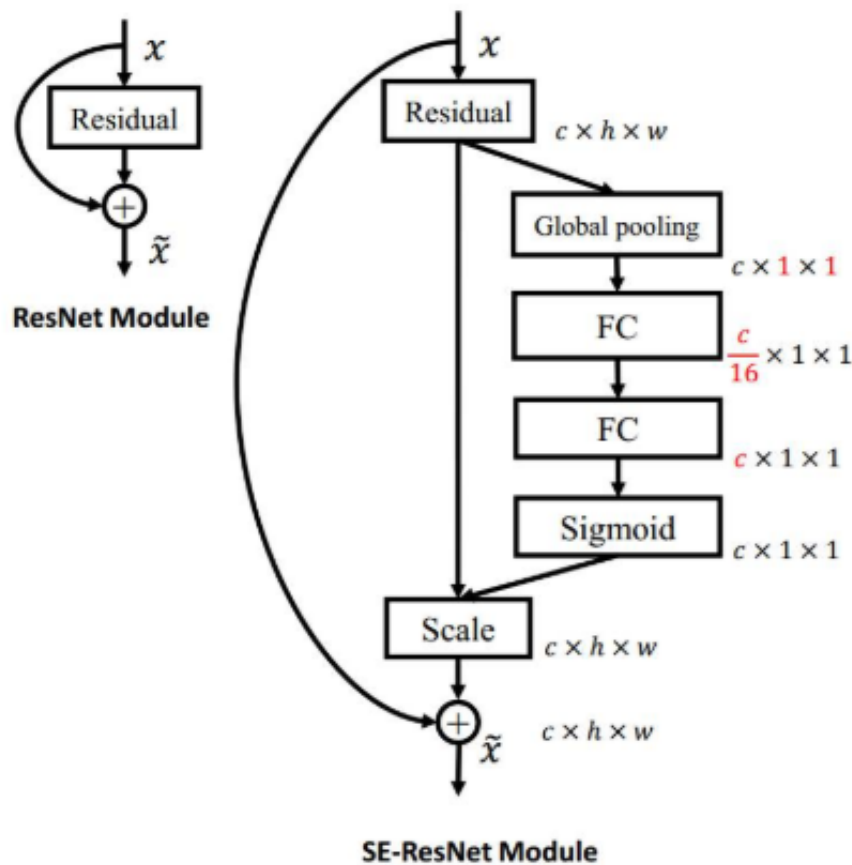 x
Residual
+
x̃
ResNet Module
x
Residual
c × h × w
Global pooling
c × 1 × 1
FC
c/16 × 1 × 1
FC
c × 1 × 1
Sigmoid
c × 1 × 1
Scale
c × h × w
+
x̃
c × h × w
SE-ResNet Module